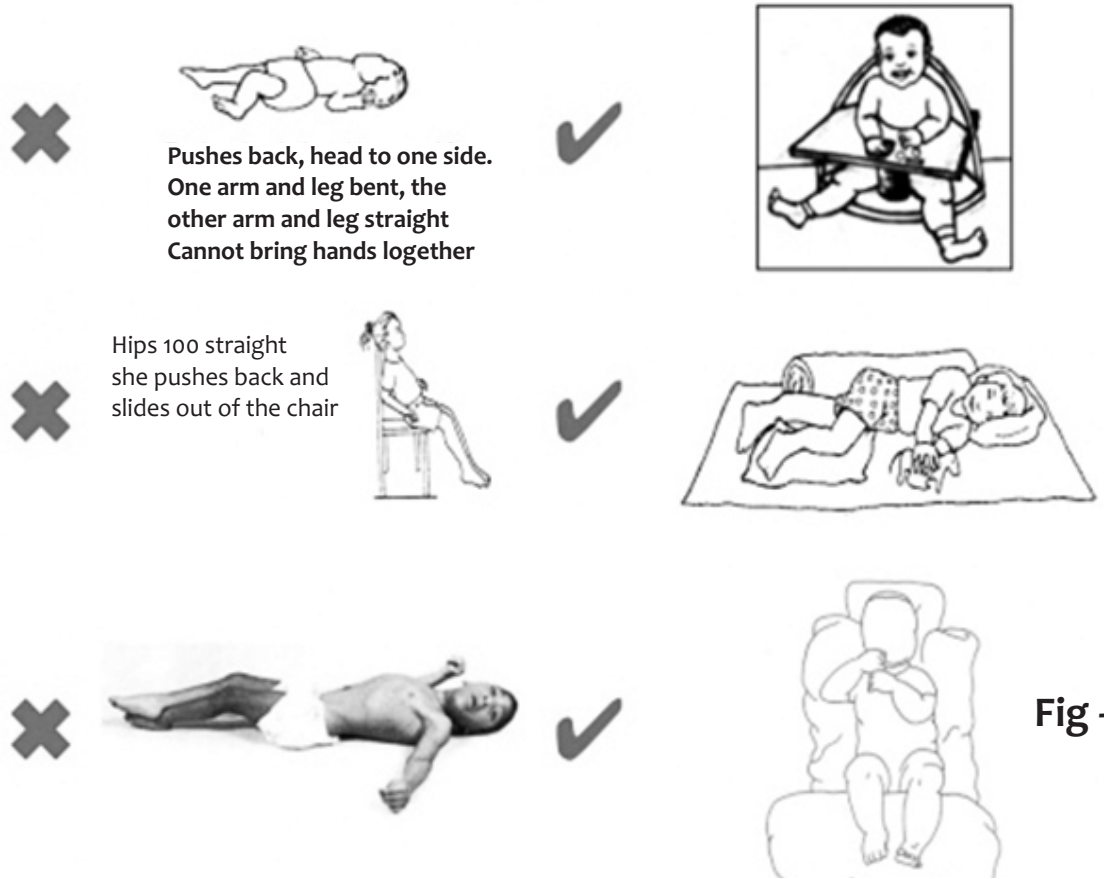 Pushes back, head to one side.
One arm and leg bent, the
other arm and leg straight
Cannot bring hands logether
Hips 100 straight
she pushes back and
slides out of the chair
Fig -